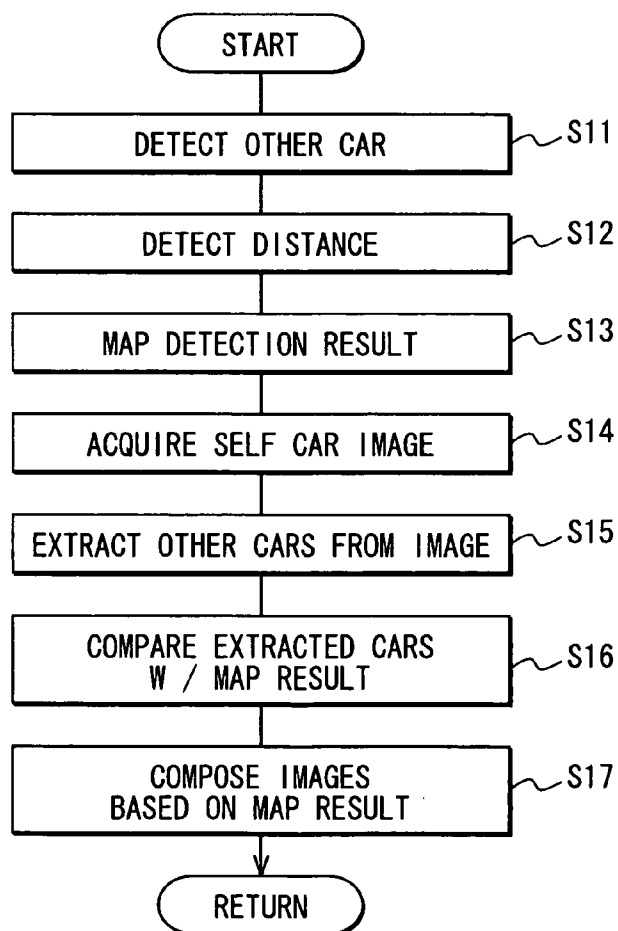 START
DETECT OTHER CAR
S11
DETECT DISTANCE
S12
MAP DETECTION RESULT
S13
ACQUIRE SELF CAR IMAGE
S14
EXTRACT OTHER CARS FROM IMAGE
S15
COMPARE EXTRACTED CARS
W / MAP RESULT
S16
COMPOSE IMAGES
BASED ON MAP RESULT
S17
RETURN